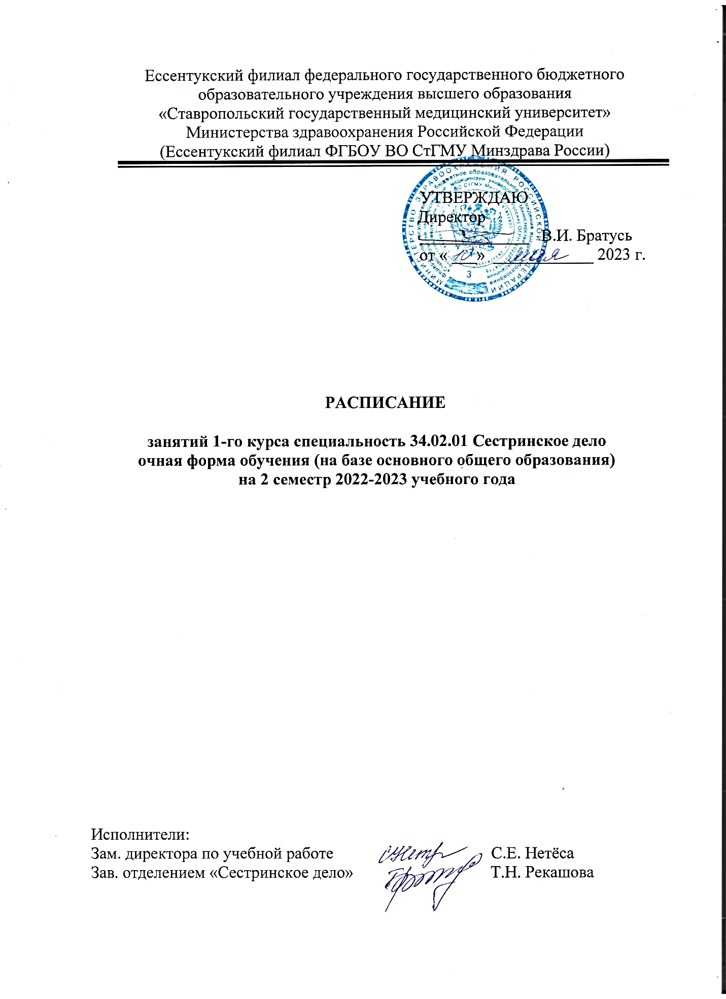 Ессентукский филиал федерального государственного бюджетного
образовательного учреждения высшего образования
«Ставропольский государственный медицинский университет»
Министерства здравоохранения Российской Федерации
(Ессентукский филиал ФГБОУ ВО СтГМУ Минздрава России)
УТВЕРЖДАЮ
Директор
В.И. Братусь
от «10» 2023 г.
3
РАСПИСАНИЕ
занятий 1-го курса специальность 34.02.01 Сестринское дело
очная форма обучения (на базе основного общего образования)
на 2 семестр 2022-2023 учебного года
Исполнители:
Зам. директора по учебной работе С.Е. Нетёса
Зав. отделением «Сестринское дело» Т.Н. Рекашова